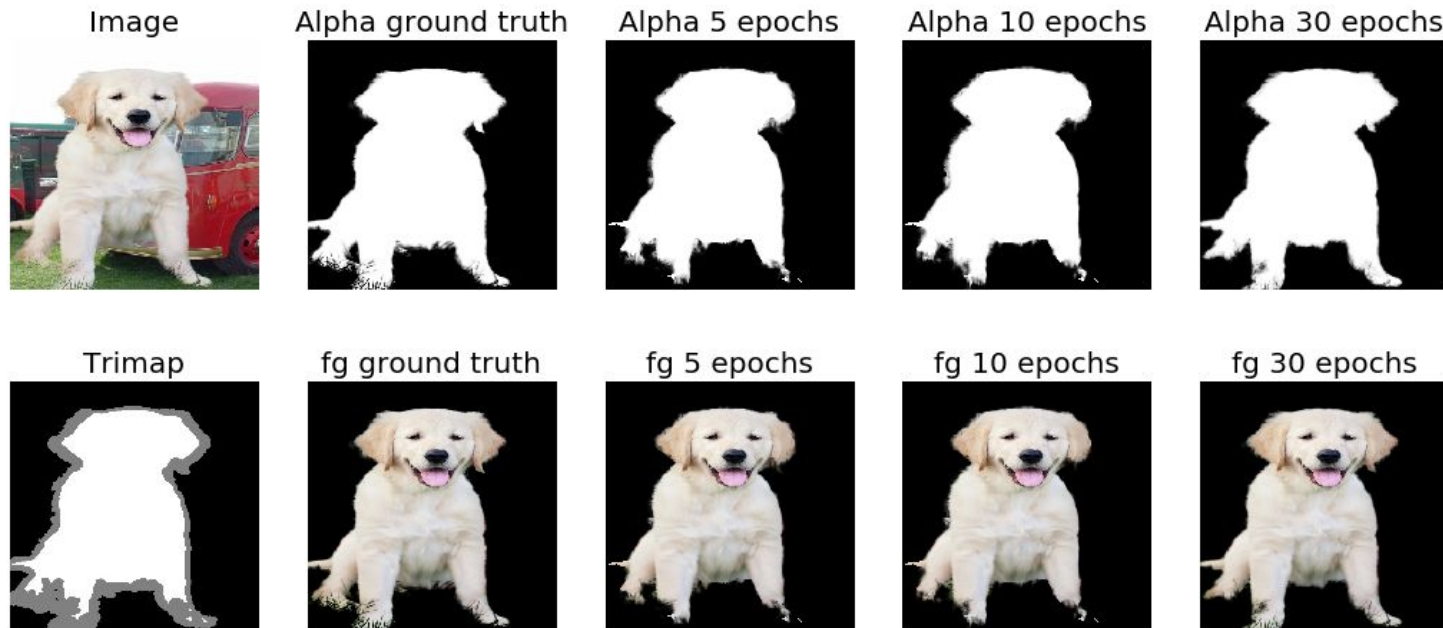 Image
Alpha ground truth
Alpha 5 epochs
Alpha 10 epochs
Alpha 30 epochs
Trimap
fg ground truth
fg 5 epochs
fg 10 epochs
fg 30 epochs